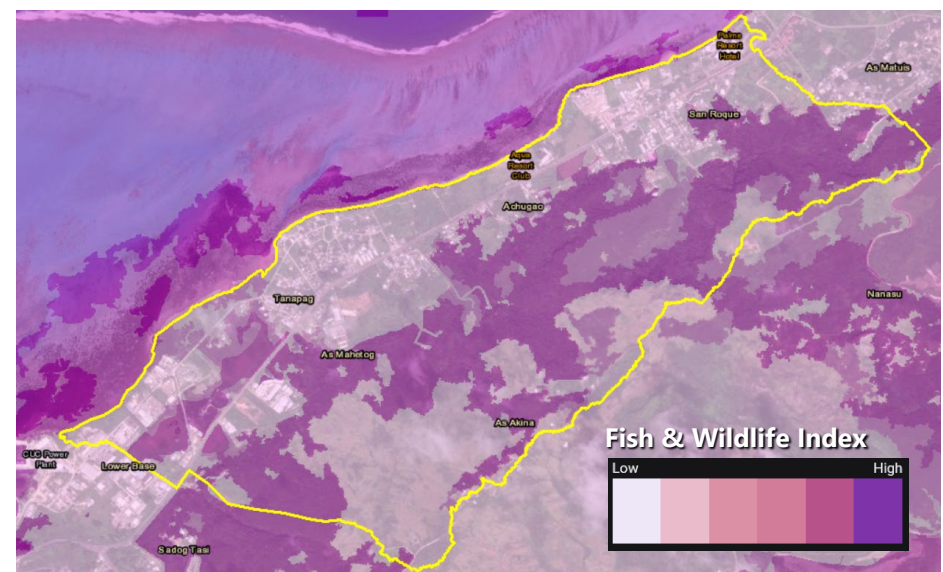 Palms
Resort
Hotel
As Matuis
San Roque
Aqua
Resort
Club
Achugao
Nanasu
Tanapag
As Mahetog
As Akina
Fish & Wildlife Index
Low High
CUC Power
Plant
Lower Base
Sadog Tasi